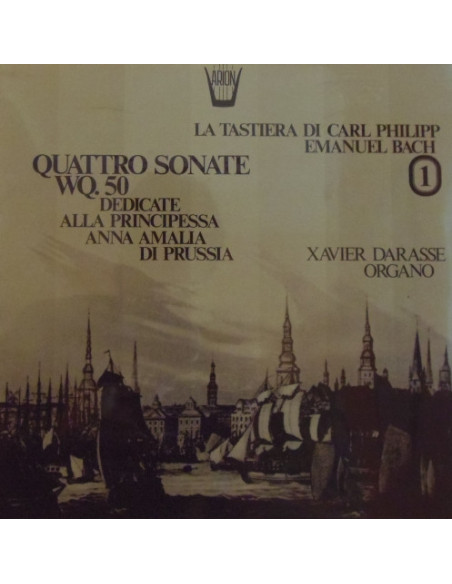 ARION
LA TASTIERA DI CARL PHILIPP
EMANUEL BACH
1
QUATTRO SONATE
WQ. 50
DEDICATE
ALLA PRINCIPESSA
ANNA AMALIA
DI PRUSSIA
XAVIER DARASSE
ORGANO